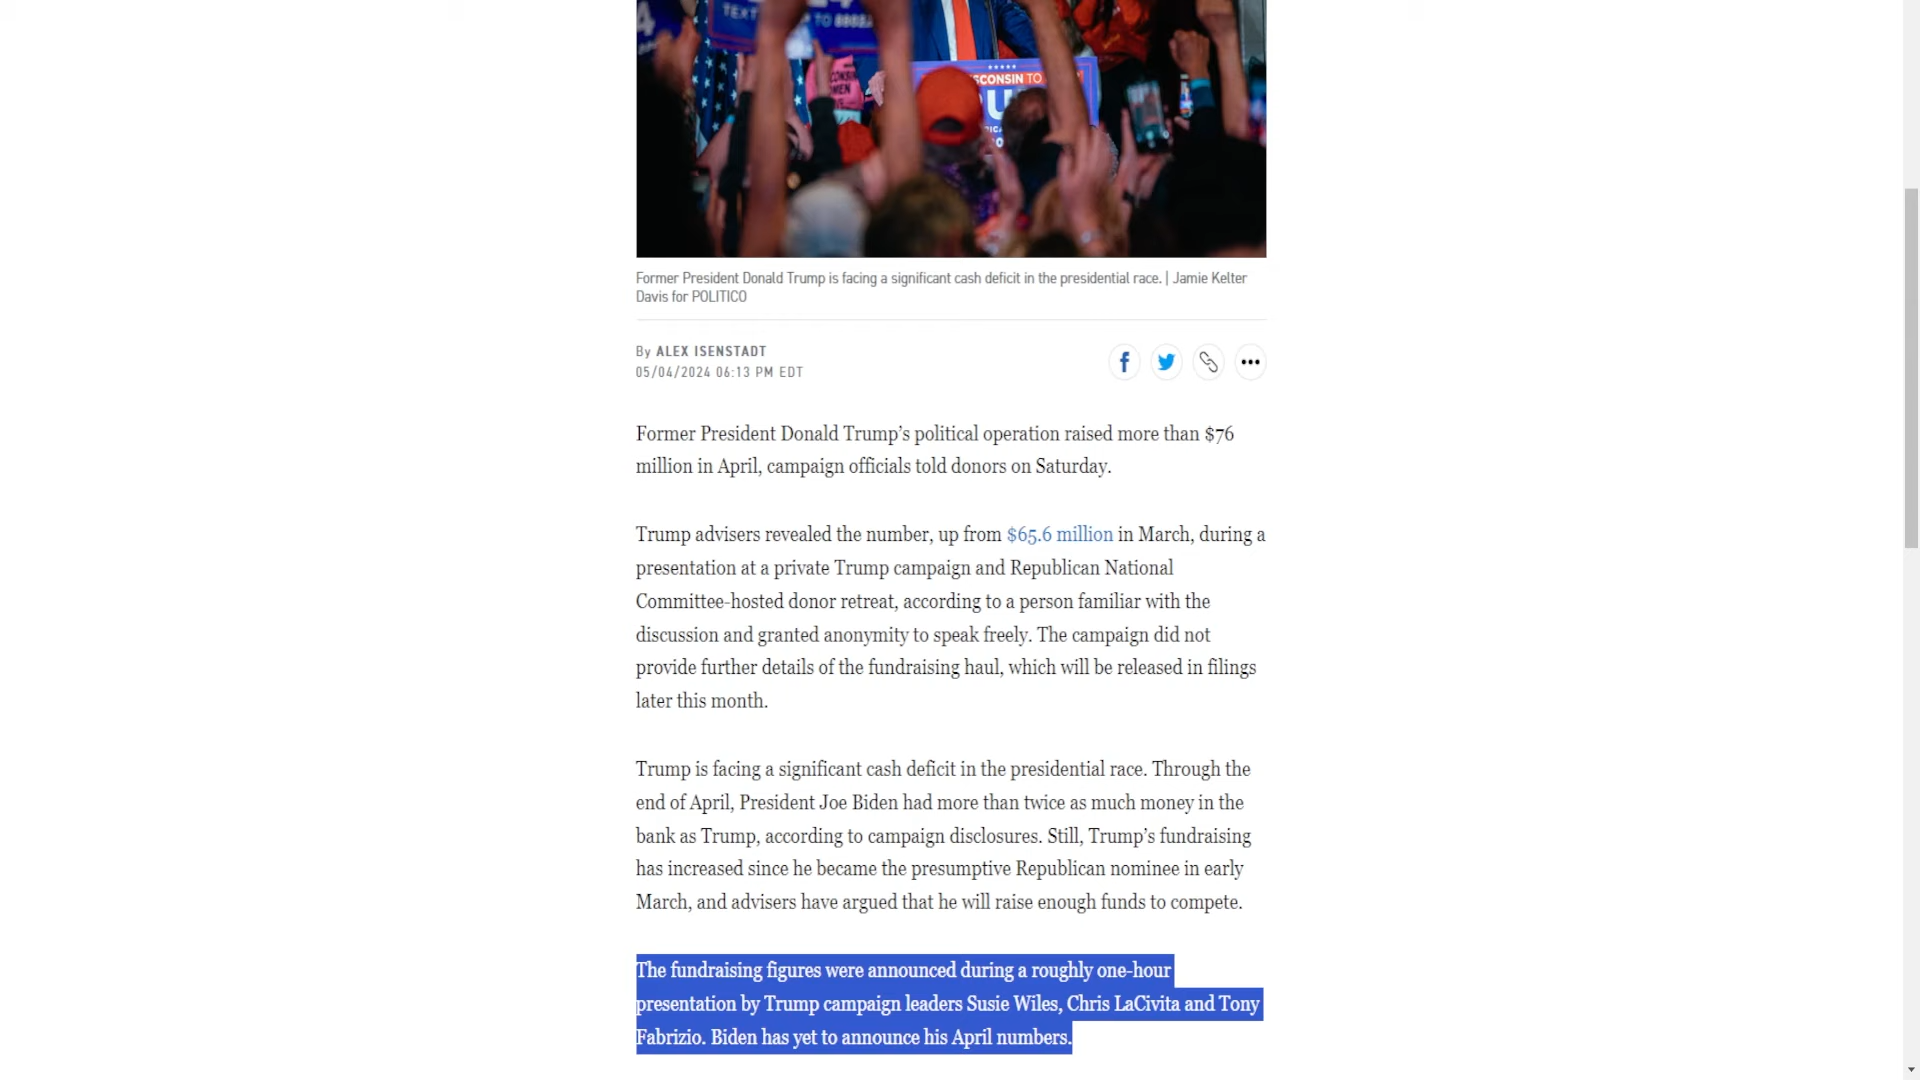 TEXT
TO 88022
CONSIN
MEN
SCONSIN TO
Former President Donald Trump is facing a significant cash deficit in the presidential race. | Jamie Kelter
Davis for POLITICO
By ALEX ISENSTADT
05/04/2024 06:13 PM EDT
Former President Donald Trump’s political operation raised more than $76
million in April, campaign officials told donors on Saturday.
Trump advisers revealed the number, up from $65.6 million in March, during a
presentation at a private Trump campaign and Republican National
Committee-hosted donor retreat, according to a person familiar with the
discussion and granted anonymity to speak freely. The campaign did not
provide further details of the fundraising haul, which will be released in filings
later this month.
Trump is facing a significant cash deficit in the presidential race. Through the
end of April, President Joe Biden had more than twice as much money in the
bank as Trump, according to campaign disclosures. Still, Trump’s fundraising
has increased since he became the presumptive Republican nominee in early
March, and advisers have argued that he will raise enough funds to compete.
The fundraising figures were announced during a roughly one-hour
presentation by Trump campaign leaders Susie Wiles, Chris LaCivita and Tony
Fabrizio. Biden has yet to announce his April numbers.